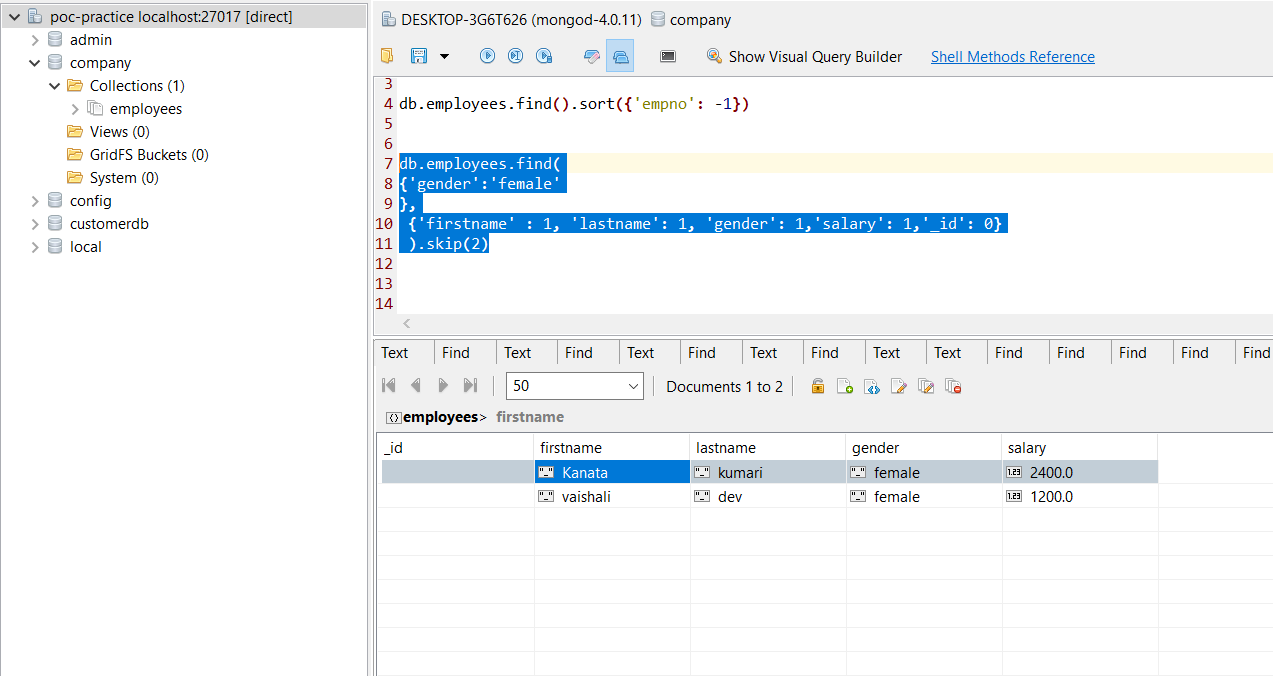 poc-practice localhost:27017 [direct]
admin
company
Collections (1)
employees
Views (0)
GridFS Buckets (0)
System (0)
config
customerdb
local
DESKTOP-3G6T626 (mongod-4.0.11) company
Show Visual Query Builder Shell Methods Reference
3
4 db.employees.find().sort({'empno': -1})
5
6
7 db.employees.find(
8 {'gender':'female'
9 },
10 {'firstname' : 1, 'lastname': 1, 'gender': 1,'salary': 1,'_id': 0}
11 ).skip(2)
12
13
14
Text Find Text Find Text Find Text Find Text Text Find Find Find Find Find
50 Documents 1 to 2
employees> firstname
_id firstname lastname gender salary
"_" Kanata "_" kumari "_" female 1.23 2400.0
"_" vaishali "_" dev "_" female 1.23 1200.0